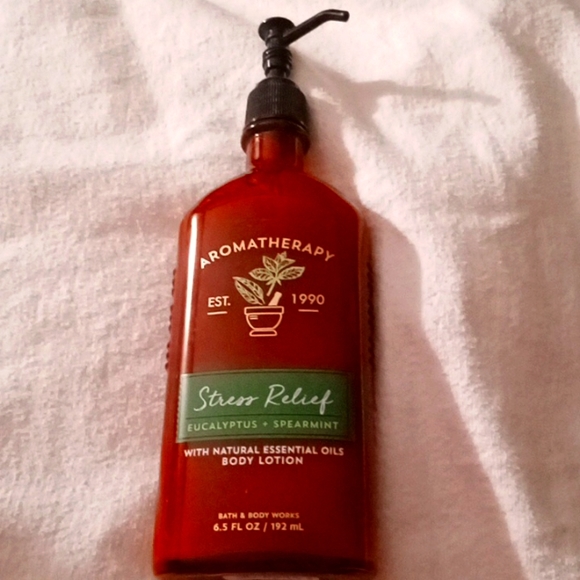 AROMATHERAPY
EST. 1990
Stress Relief
EUCALYPTUS + SPEARMINT
WITH NATURAL ESSENTIAL OILS
BODY LOTION
BATH & BODY WORKS
6.5 FL OZ / 192 mL